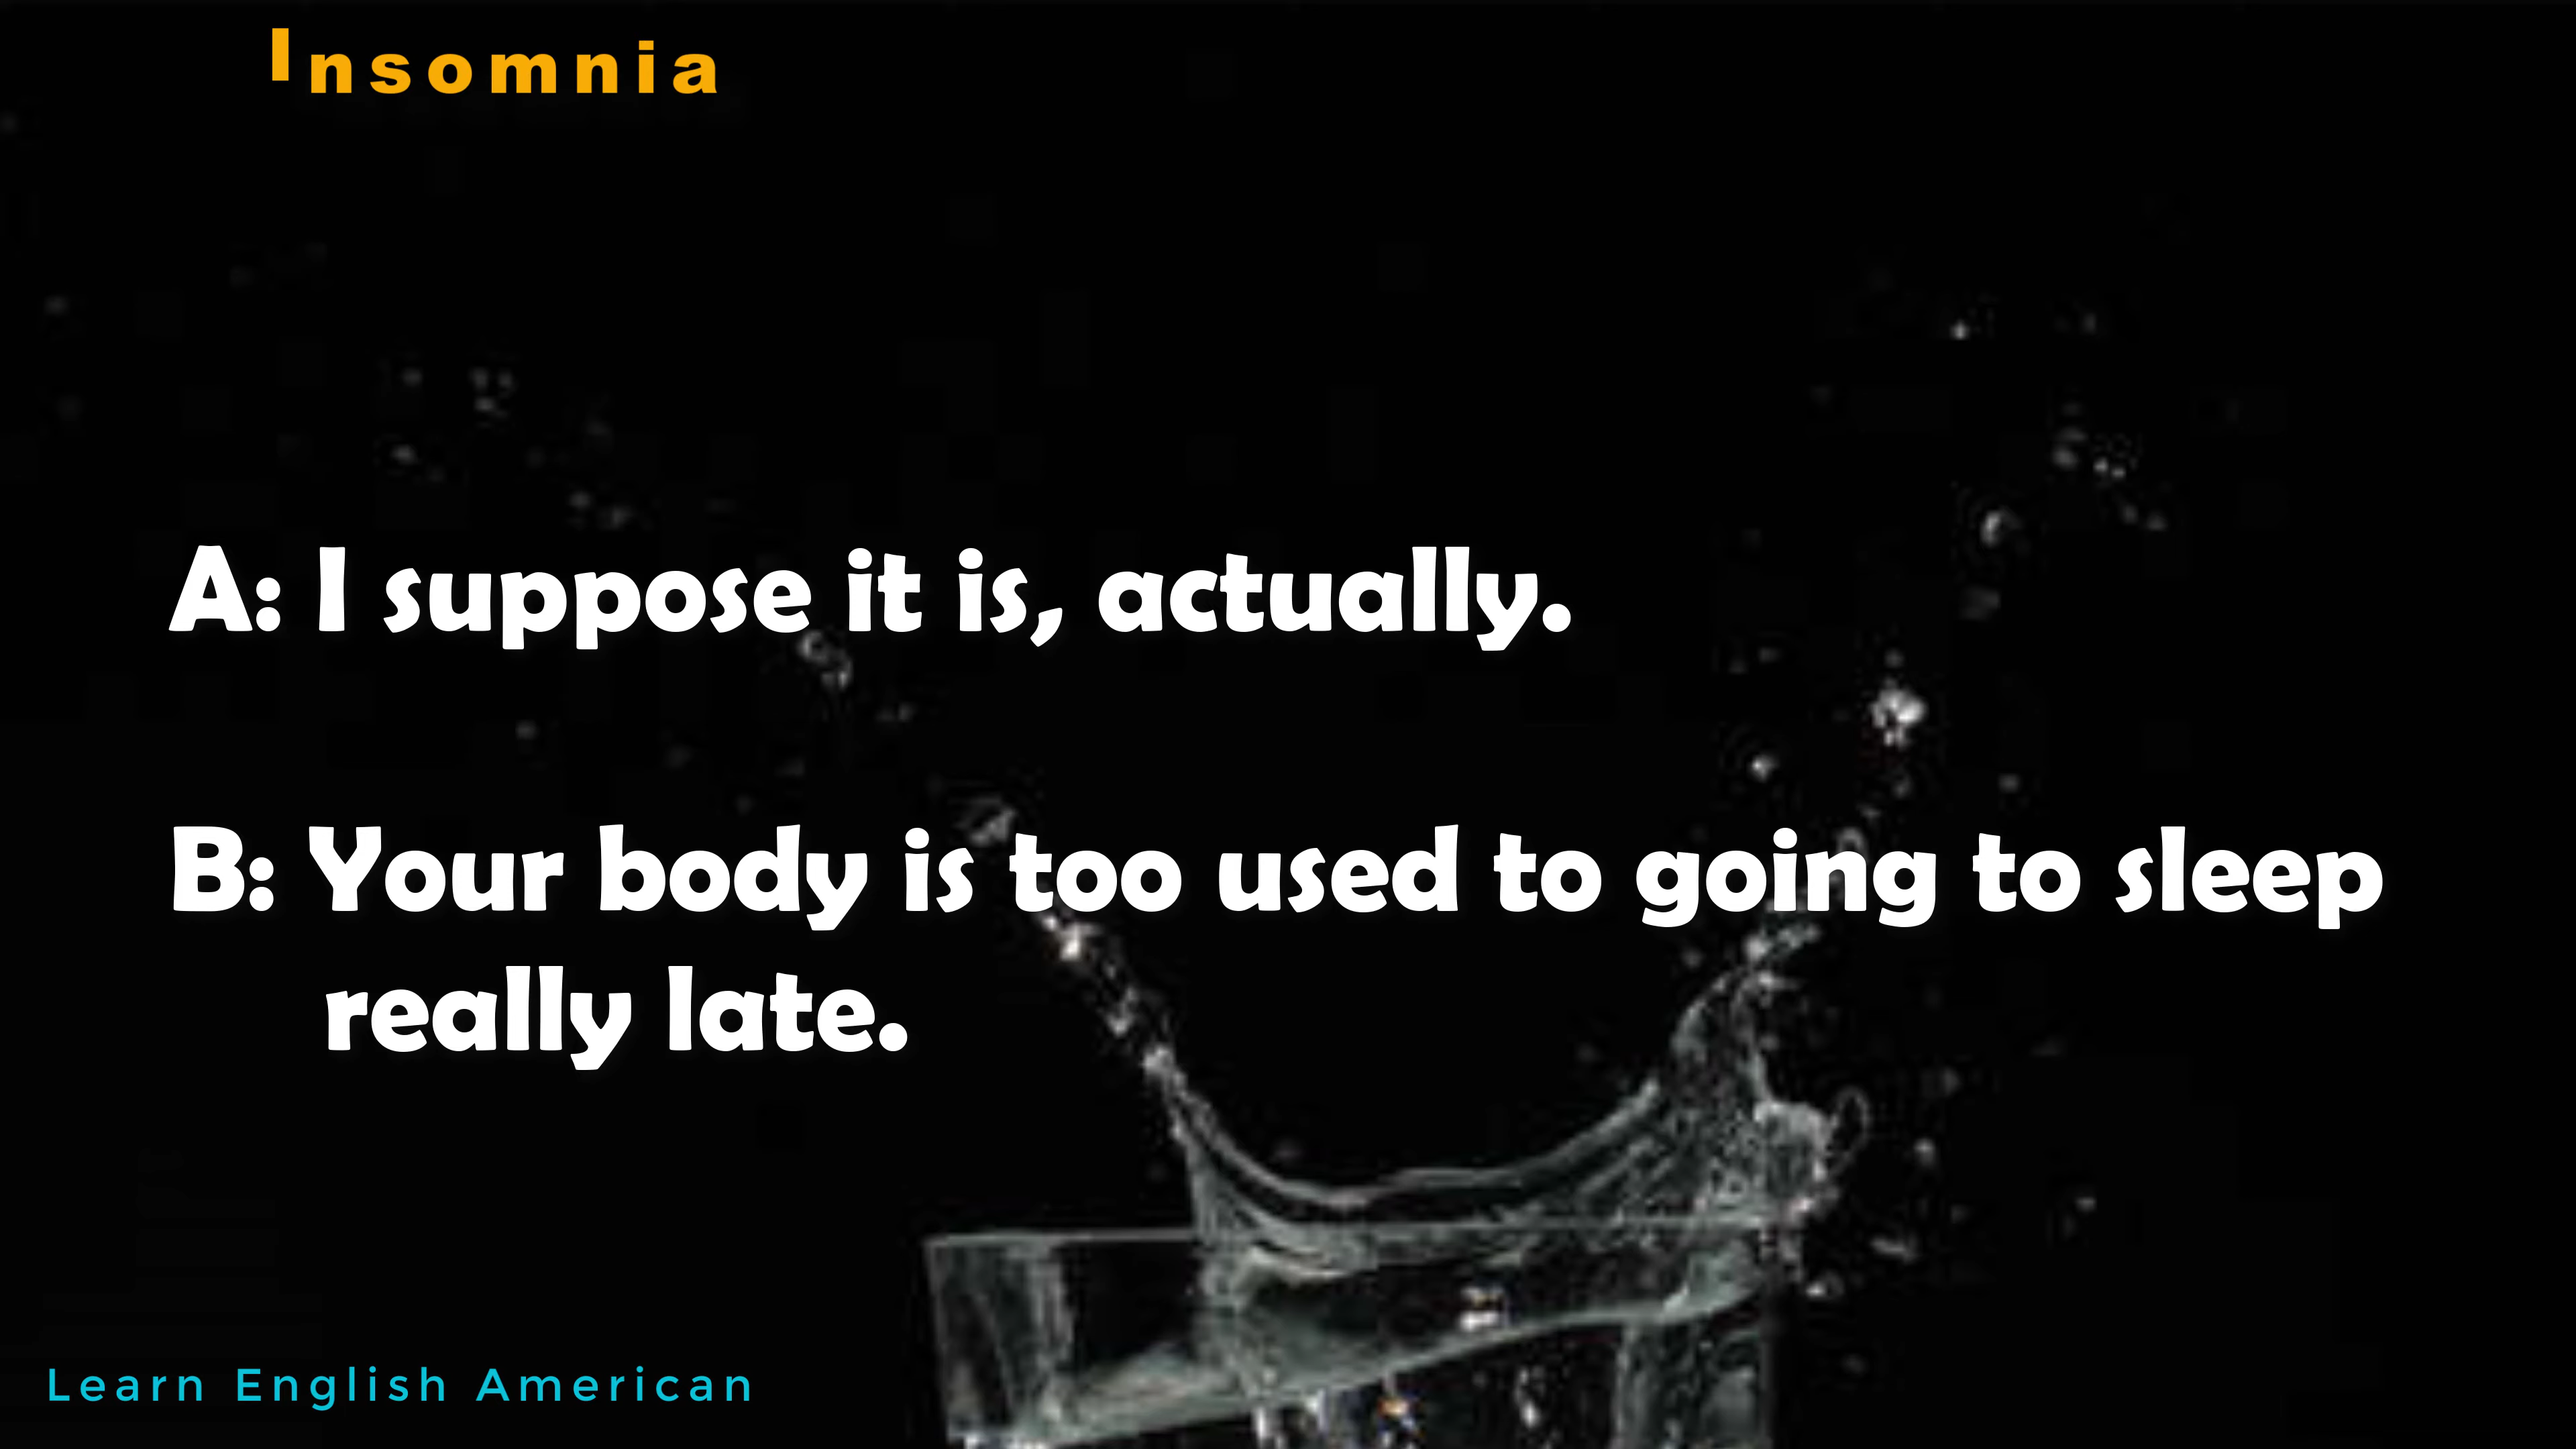 Insomnia
A: I suppose it is, actually.
B: Your body is too used to going to sleep
really late.
Learn English American